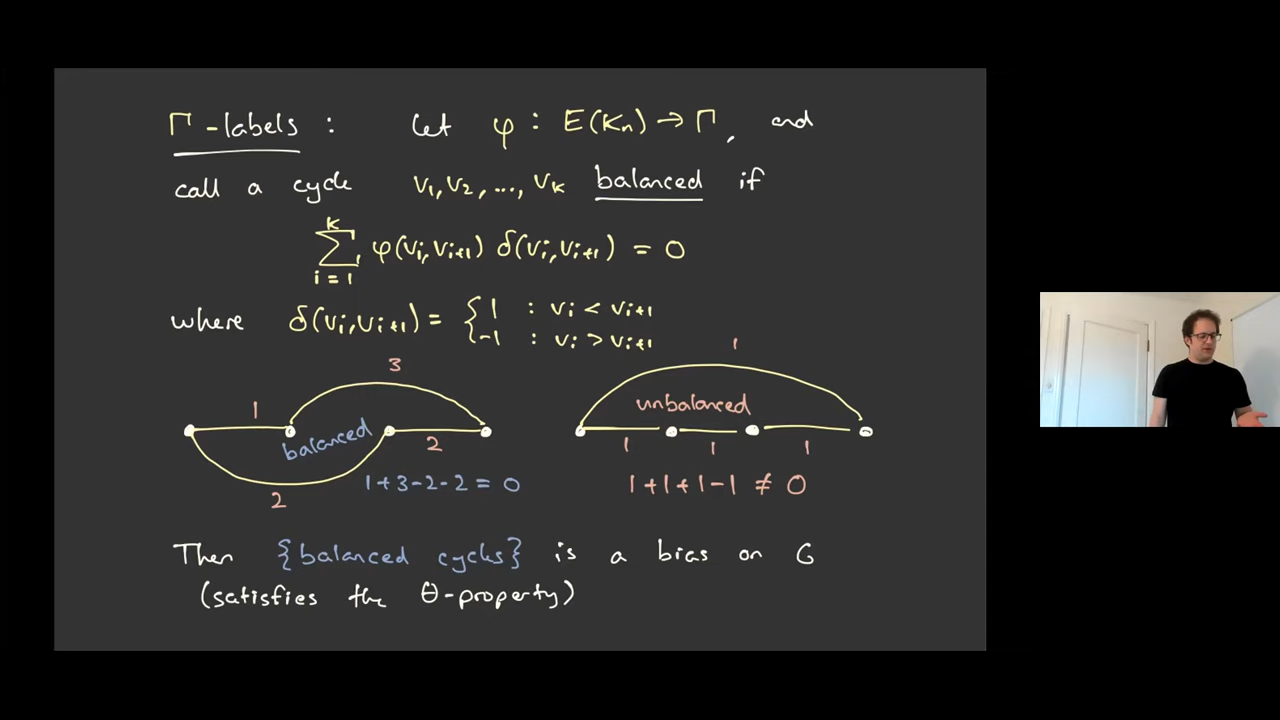 Γ-labels : Let φ : E(Kn) → Γ, and
call a cycle v1, v2, ..., vk balanced if
k
∑ φ(vi, vi+1) δ(vi, vi+1) = 0
i = 1
where δ(vi, vi+1) = { 1 : vi < vi+1
-1 : vi > vi+1
1
3
1
balanced
2
2
1+3-2-2 = 0
unbalanced
1
1
1
1+1+1-1 ≠ 0
Then {balanced cycles} is a bias on G
(satisfies the θ-property)